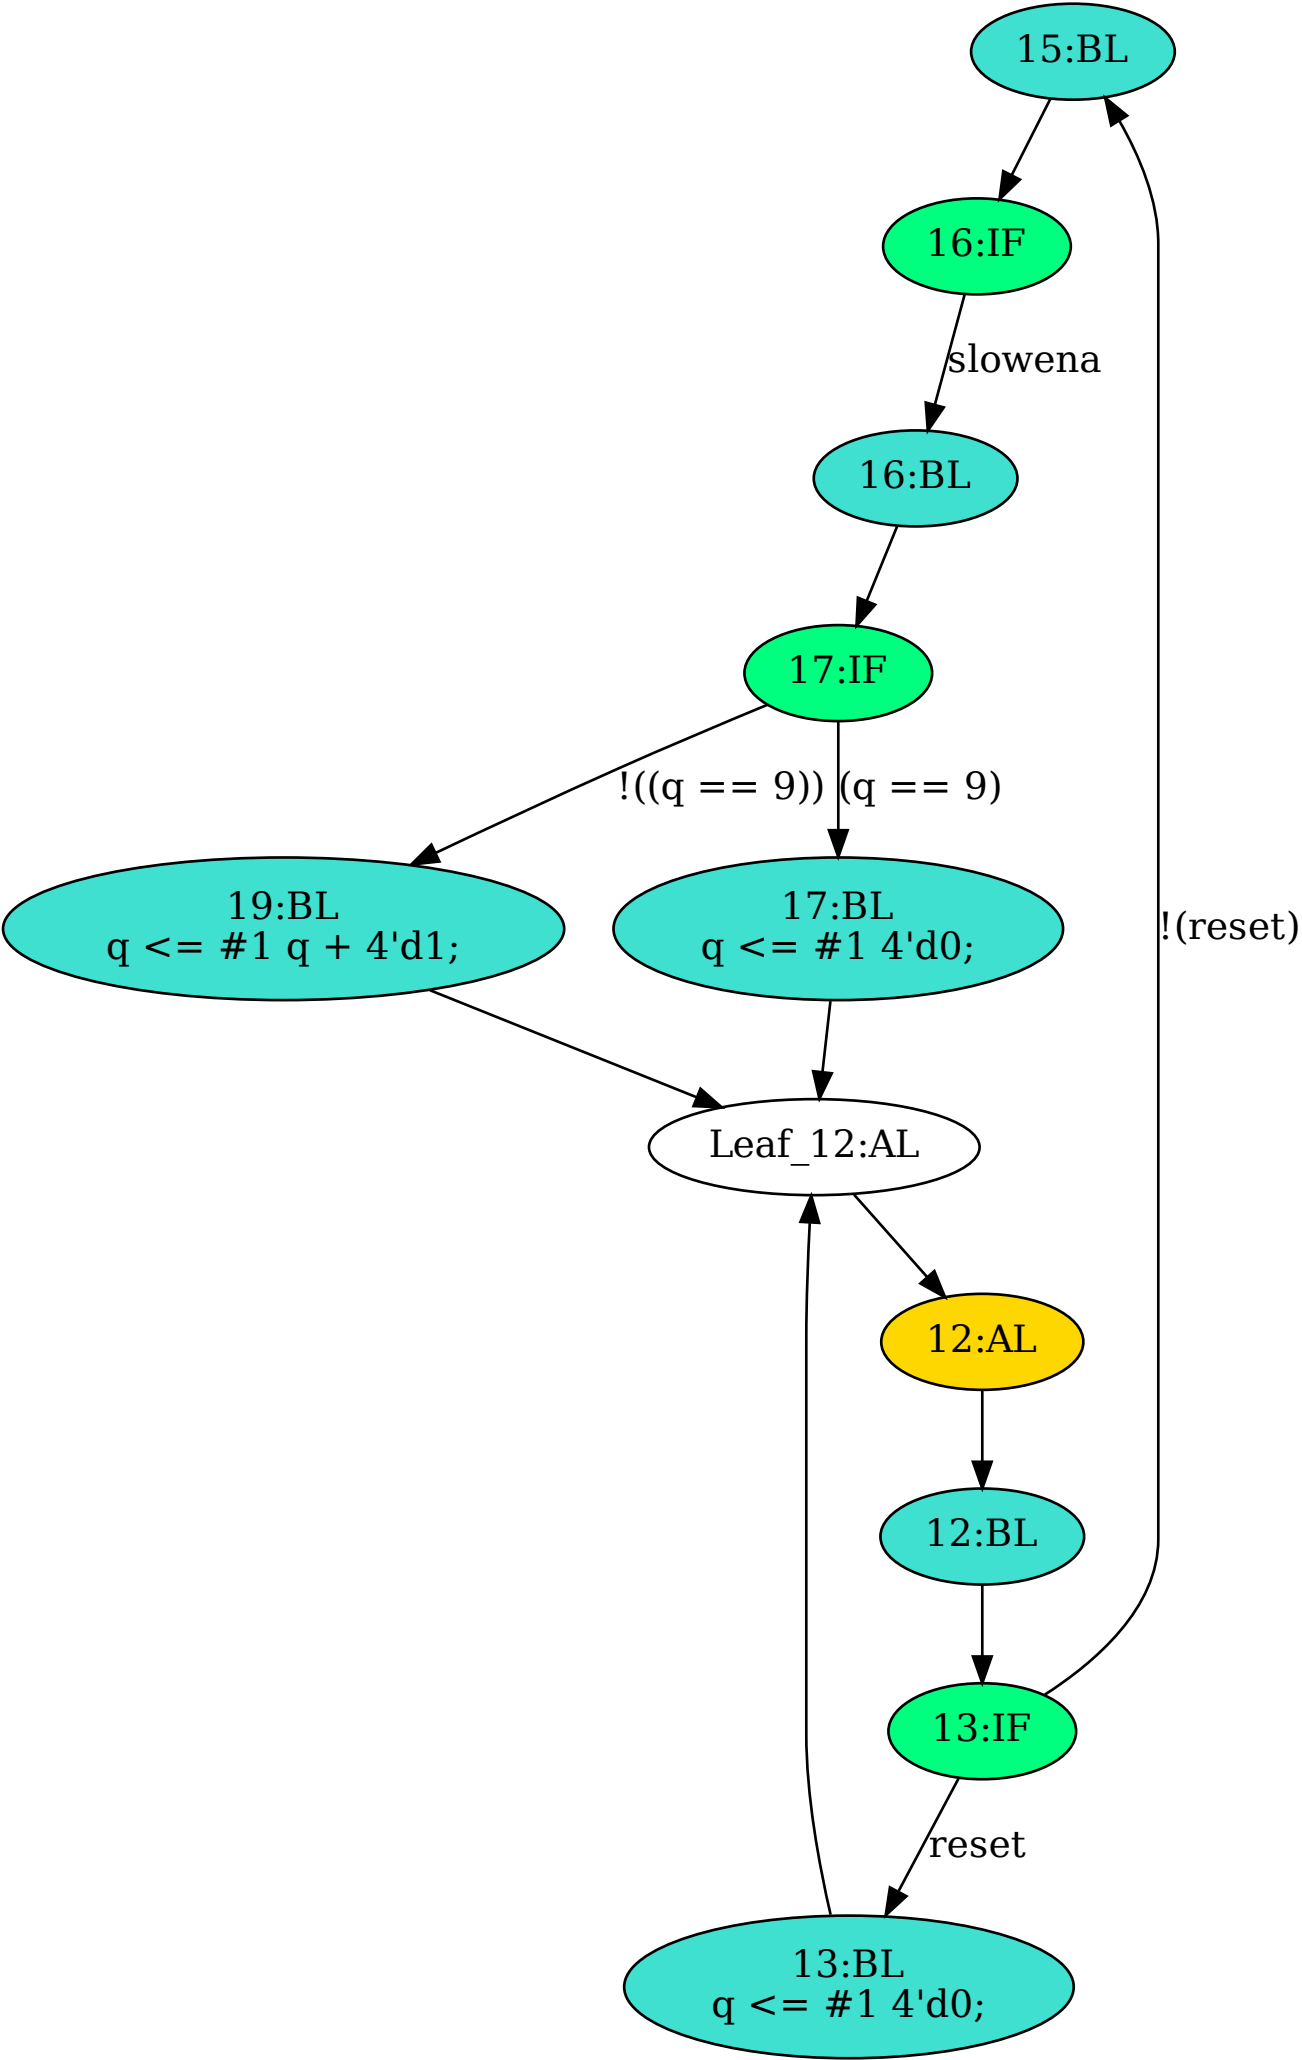 15:BL
16:IF
slowena
16:BL
17:IF
!((q == 9))
(q == 9)
19:BL
q <= #1 q + 4'd1;
17:BL
q <= #1 4'd0;
!(reset)
Leaf_12:AL
12:AL
12:BL
13:IF
reset
13:BL
q <= #1 4'd0;